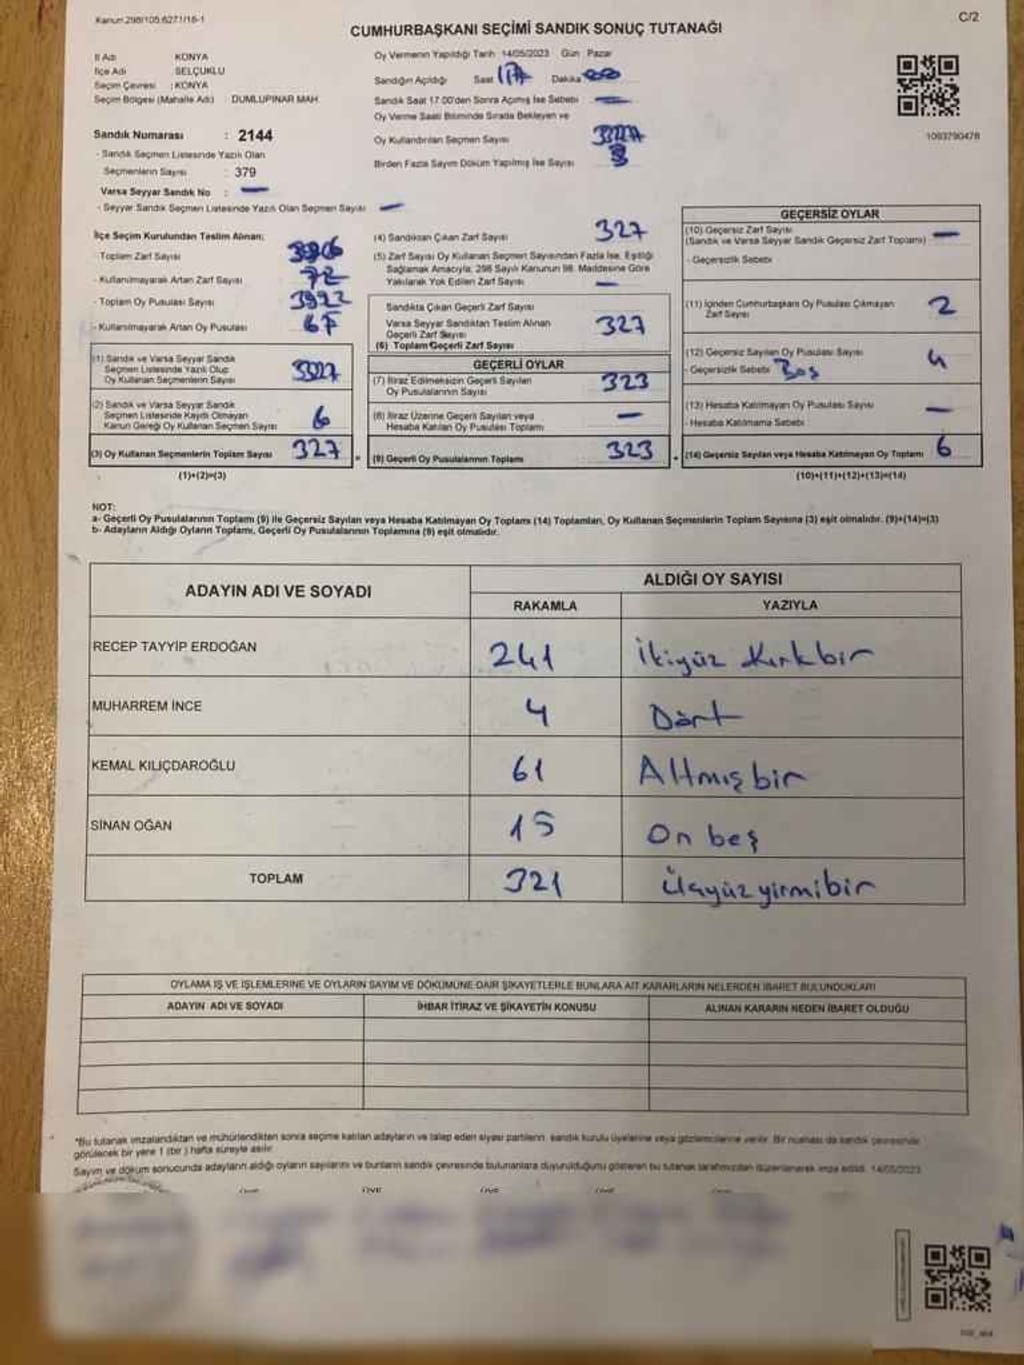 Kanun 298/105.6271/16-1
C/2
CUMHURBAŞKANI SEÇİMİ SANDIK SONUÇ TUTANAĞI
İl Adı KONYA
İlçe Adı : SELÇUKLU
Seçim Çevresi : KONYA
Seçim Bölgesi (Mahalle Adı) DUMLUPINAR MAH.
Oy Vermenin Yapıldığı Tarih 14/05/2023 Gün : Pazar
Sandığın Açıldığı Saat 17 Dakika 00
Sandık Saat 17.00'den Sonra Açılmış İse Sebebi —
Oy Verme Saati Bitiminde Sırada Bekleyen ve
Oy Kullandırılan Seçmen Sayısı
Birden Fazla Sayım Döküm Yapılmış İse Sayısı
1093790478
Sandık Numarası : 2144
- Sandık Seçmen Listesinde Yazılı Olan
Seçmenlerin Sayısı : 379
Varsa Seyyar Sandık No : —
- Seyyar Sandık Seçmen Listesinde Yazılı Olan Seçmen Sayısı —
İlçe Seçim Kurulundan Teslim Alınan;
- Toplam Zarf Sayısı
- Kullanılmayarak Artan Zarf Sayısı 72
- Toplam Oy Pusulası Sayısı
- Kullanılmayarak Artan Oy Pusulası
(1) Sandık ve Varsa Seyyar Sandık
Seçmen Listesinde Yazılı Olup
Oy Kullanan Seçmenlerin Sayısı
(2) Sandık ve Varsa Seyyar Sandık
Seçmen Listesinde Kaydı Olmayan
Kanun Gereği Oy Kullanan Seçmen Sayısı 6
(3) Oy Kullanan Seçmenlerin Toplam Sayısı 327
(1)+(2)=(3)
(4) Sandıktan Çıkan Zarf Sayısı 327
(5) Zarf Sayısı Oy Kullanan Seçmen Sayısından Fazla İse, Eşitliği
Sağlamak Amacıyla; 298 Sayılı Kanunun 98. Maddesine Göre
Yakılarak Yok Edilen Zarf Sayısı —
Sandıkta Çıkan Geçerli Zarf Sayısı
Varsa Seyyar Sandıktan Teslim Alınan
Geçerli Zarf Sayısı 327
(6) Toplam Geçerli Zarf Sayısı
GEÇERLİ OYLAR
(7) İtiraz Edilmeksizin Geçerli Sayılan
Oy Pusulalarının Sayısı 323
(8) İtiraz Üzerine Geçerli Sayılan veya
Hesaba Katılan Oy Pusulası Toplamı —
(9) Geçerli Oy Pusulalarının Toplamı 323
GEÇERSİZ OYLAR
(10) Geçersiz Zarf Sayısı
(Sandık ve Varsa Seyyar Sandık Geçersiz Zarf Toplamı) —
- Geçersizlik Sebebi
(11) İçinden Cumhurbaşkanı Oy Pusulası Çıkmayan
Zarf Sayısı 2
(12) Geçersiz Sayılan Oy Pusulası Sayısı 4
- Geçersizlik Sebebi Boş
(13) Hesaba Katılmayan Oy Pusulası Sayısı —
- Hesaba Katılmama Sebebi
(14) Geçersiz Sayılan veya Hesaba Katılmayan Oy Toplamı 6
(10)+(11)+(12)+(13)=(14)
NOT:
a- Geçerli Oy Pusulalarının Toplamı (9) ile Geçersiz Sayılan veya Hesaba Katılmayan Oy Toplamı (14) Toplamları, Oy Kullanan Seçmenlerin Toplam Sayısına (3) eşit olmalıdır. (9)+(14)=(3)
b- Adayların Aldığı Oyların Toplamı, Geçerli Oy Pusulalarının Toplamına (9) eşit olmalıdır.
ADAYIN ADI VE SOYADI
ALDIĞI OY SAYISI
RAKAMLA YAZIYLA
RECEP TAYYİP ERDOĞAN 241 İkiyüz kırkbir
MUHARREM İNCE 4 Dört
KEMAL KILIÇDAROĞLU 61 Altmışbir
SİNAN OĞAN 15 On beş
TOPLAM 321 Üçyüzyirmibir
OYLAMA İŞ VE İŞLEMLERİNE VE OYLARIN SAYIM VE DÖKÜMÜNE DAİR ŞİKAYETLERLE BUNLARA AİT KARARLARIN NELERDEN İBARET BULUNDUKLARI
ADAYIN ADI VE SOYADI İHBAR İTİRAZ VE ŞİKAYETİN KONUSU ALINAN KARARIN NEDEN İBARET OLDUĞU
*Bu tutanak imzalandıktan ve mühürlendikten sonra seçime katılan adayların ve talep eden siyasi partilerin sandık kurulu üyelerine veya gözlemcilerine verilir. Bir nüshası da sandık çevresinde
görülecek bir yere 1 (bir) hafta süreyle asılır.
Sayım ve döküm sonucunda adayların aldığı oyların sayılarını ve bunların sandık çevresinde bulunanlara duyurulduğunu gösteren bu tutanak tarafımızdan düzenlenerek imza edildi. 14/05/2023